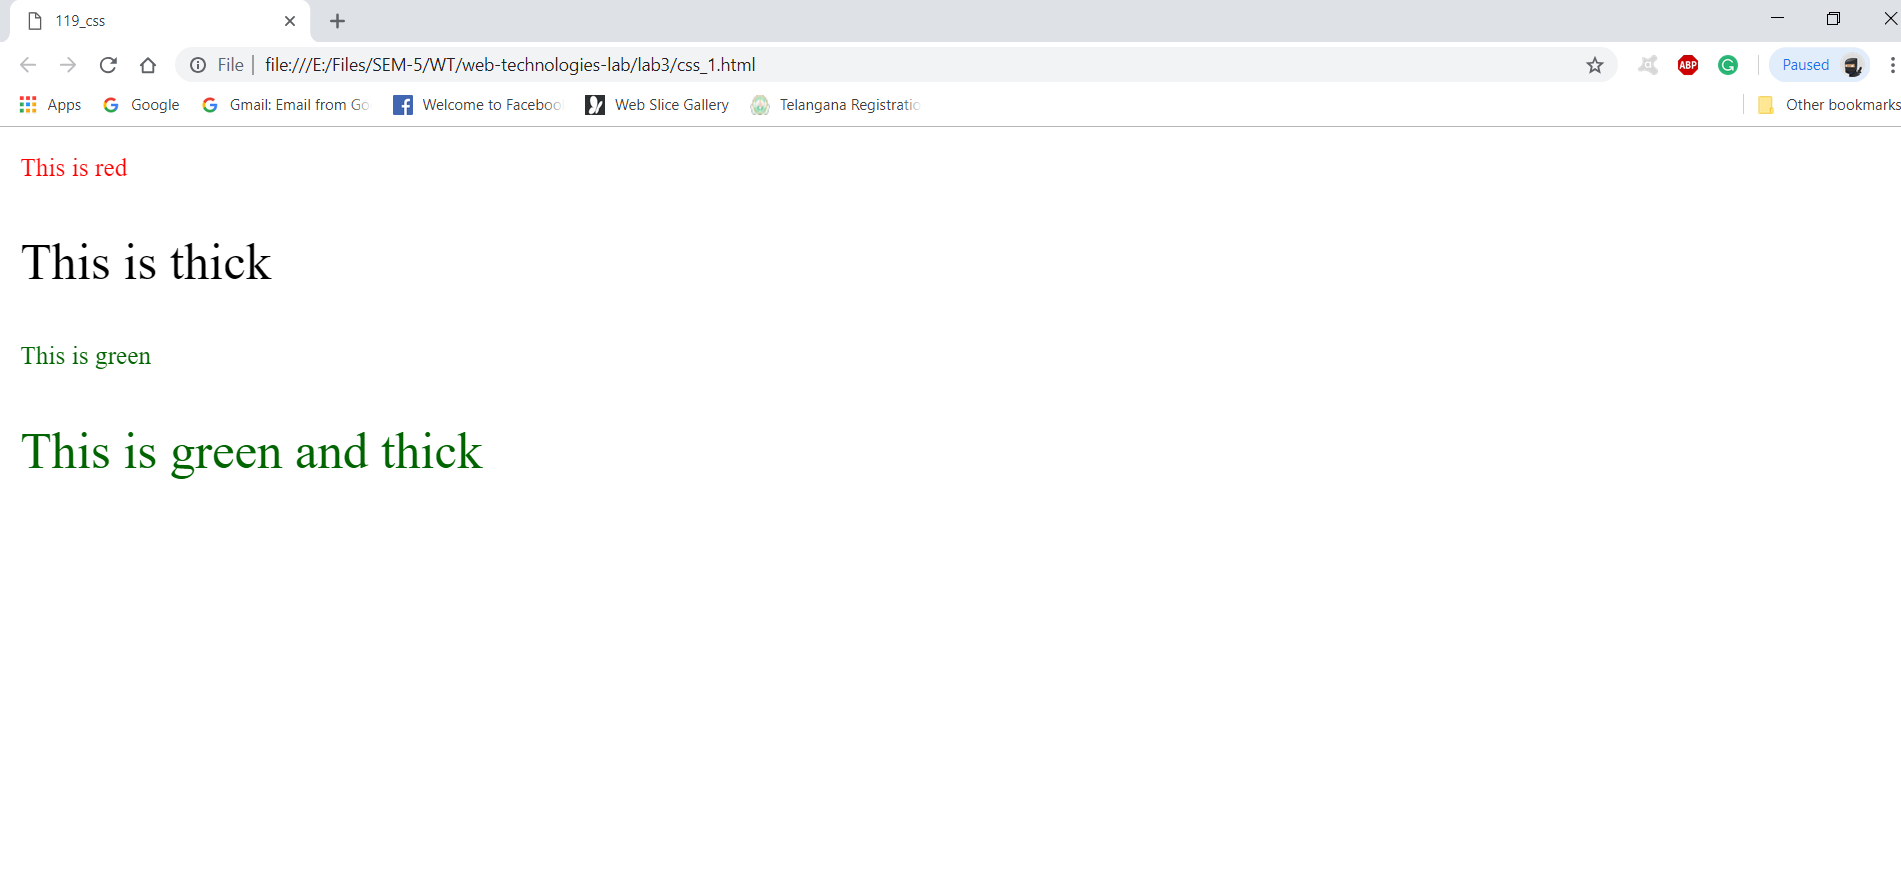 119_css
File file:///E:/Files/SEM-5/WT/web-technologies-lab/lab3/css_1.html ABP Paused
Apps Google Gmail: Email from Go Welcome to Faceboo Web Slice Gallery Telangana Registratio Other bookmarks
This is red
This is thick
This is green
This is green and thick